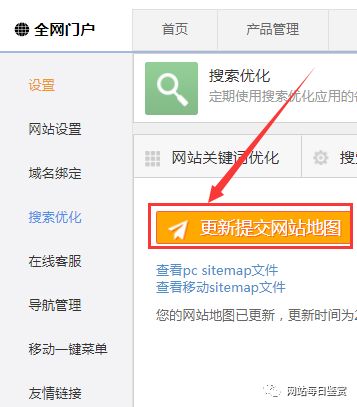 全网门户
首页
产品管理
设置
网站设置
域名绑定
搜索优化
在线客服
导航管理
移动一键菜单
友情链接
搜索优化
定期使用搜索优化应用的
网站关键词优化
更新提交网站地图
查看pc sitemap文件
查看移动sitemap文件
您的网站地图已更新，更新时间为2
网站每日鉴赏